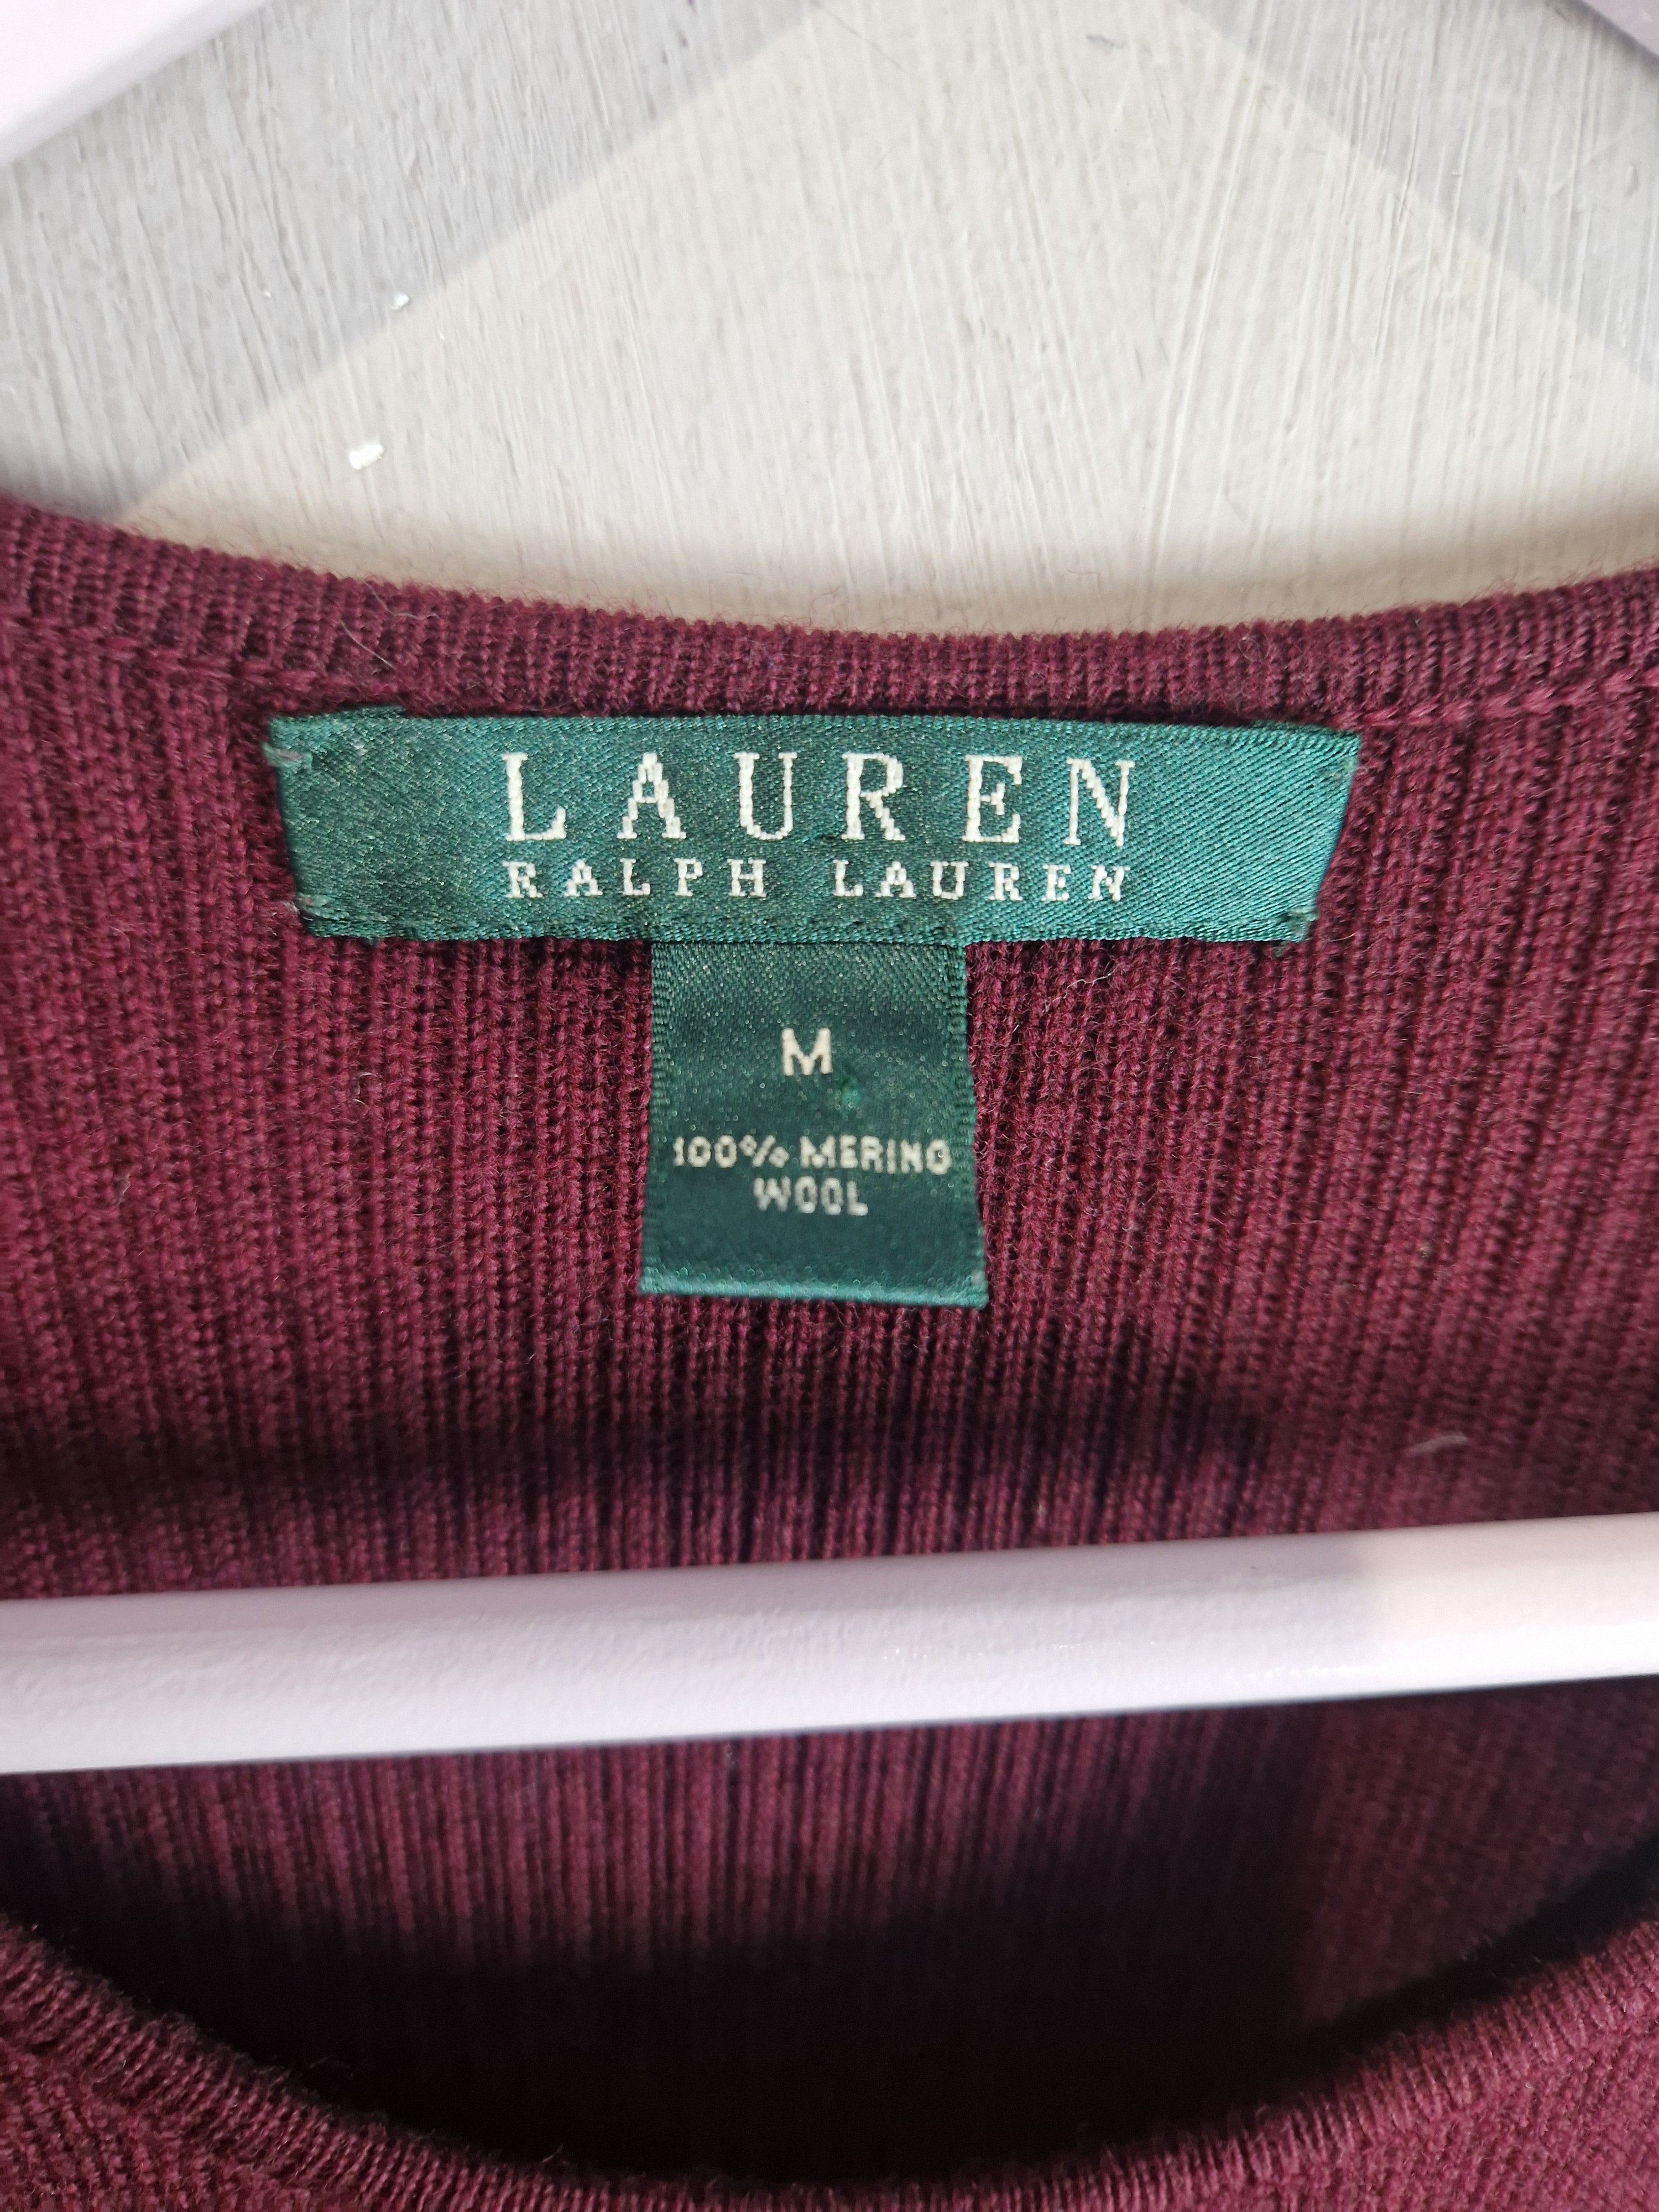 LAUREN
RALPH LAUREN
M
100% MERINO
WOOL